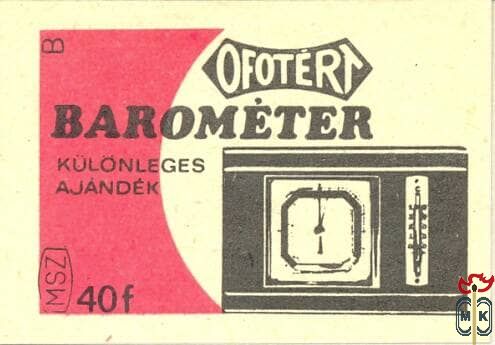 B
OFOTÉRT
BAROMÉTER
KÜLÖNLEGES
AJÁNDÉK
MSZ
40f
MK